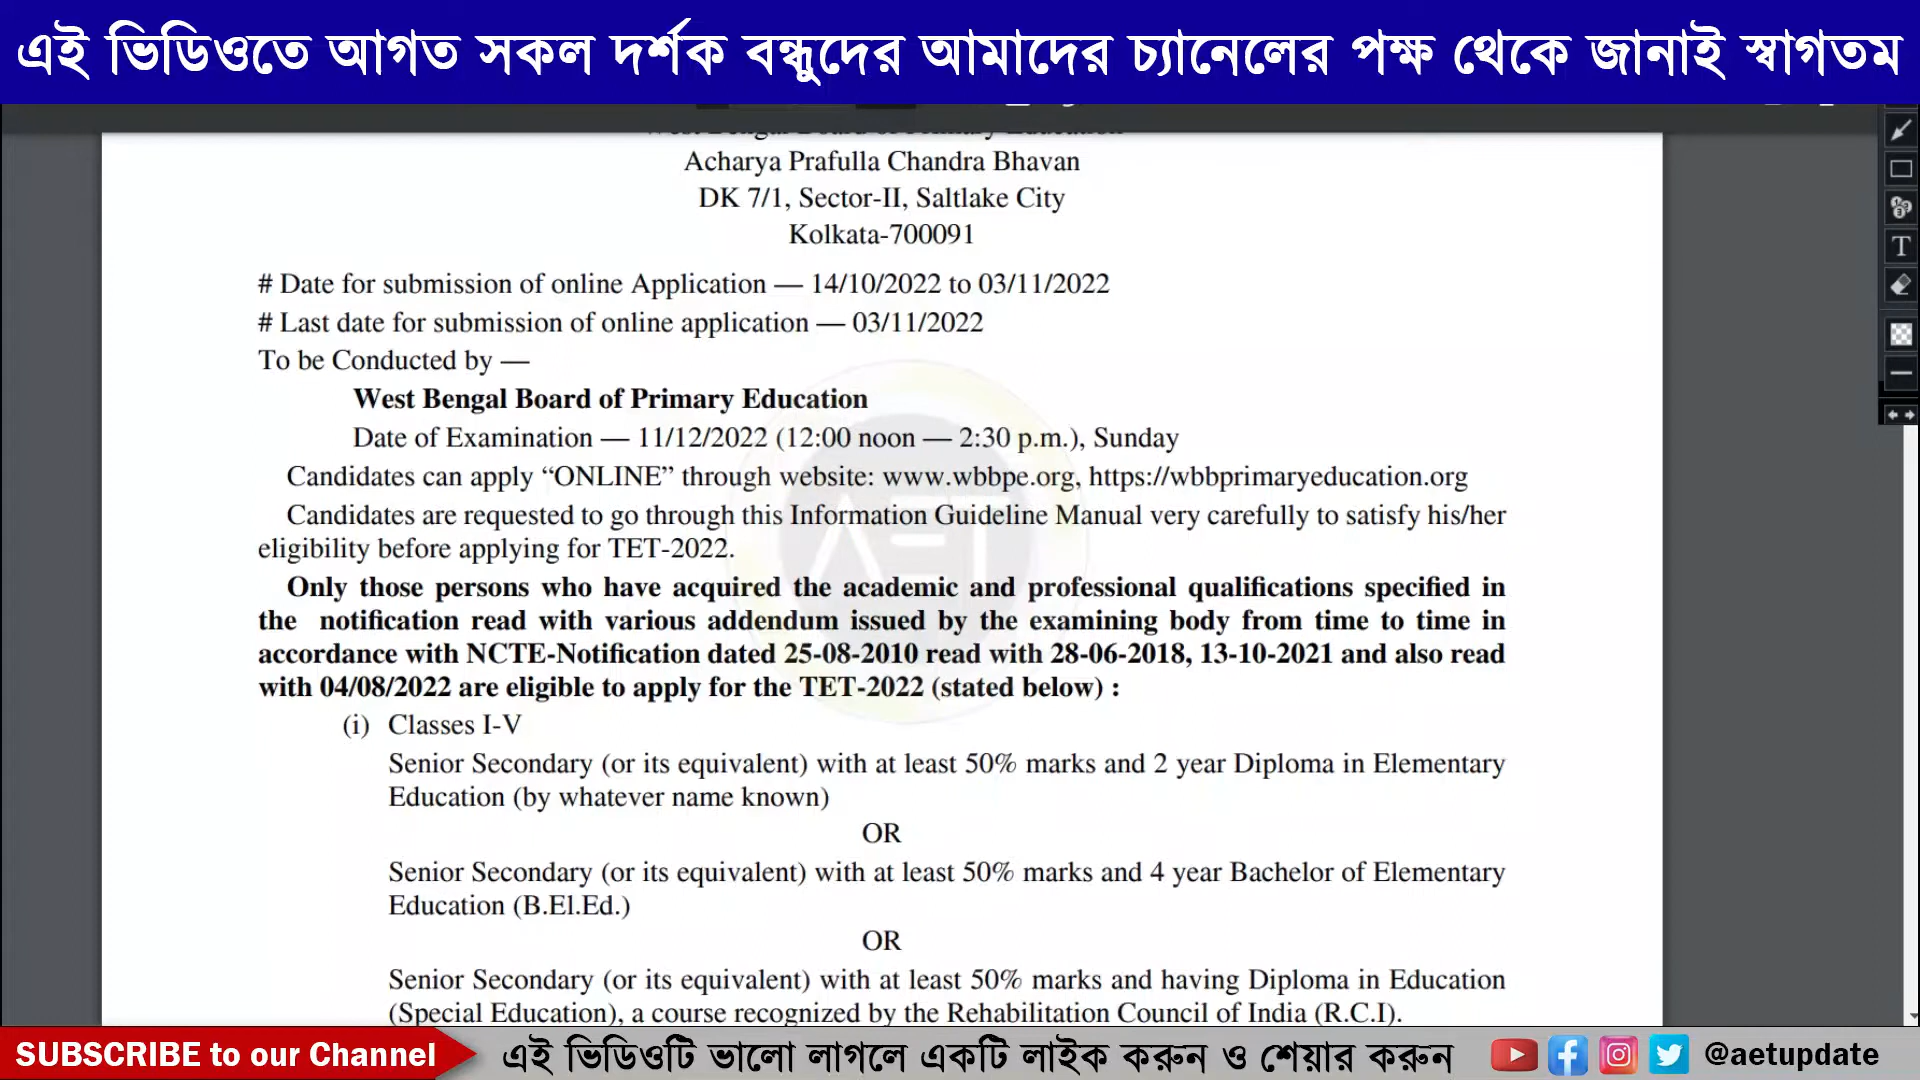 এই ভিডিওতে আগত সকল দর্শক বন্ধুদের আমাদের চ্যানেলের পক্ষ থেকে জানাই স্বাগতম
West Bengal Board of Primary Education
Acharya Prafulla Chandra Bhavan
DK 7/1, Sector-II, Saltlake City
Kolkata-700091
# Date for submission of online Application — 14/10/2022 to 03/11/2022
# Last date for submission of online application — 03/11/2022
To be Conducted by —
West Bengal Board of Primary Education
Date of Examination — 11/12/2022 (12:00 noon — 2:30 p.m.), Sunday
Candidates can apply “ONLINE” through website: www.wbbpe.org, https://wbbprimaryeducation.org
Candidates are requested to go through this Information Guideline Manual very carefully to satisfy his/her
eligibility before applying for TET-2022.
Only those persons who have acquired the academic and professional qualifications specified in
the notification read with various addendum issued by the examining body from time to time in
accordance with NCTE-Notification dated 25-08-2010 read with 28-06-2018, 13-10-2021 and also read
with 04/08/2022 are eligible to apply for the TET-2022 (stated below) :
(i) Classes I-V
Senior Secondary (or its equivalent) with at least 50% marks and 2 year Diploma in Elementary
Education (by whatever name known)
OR
Senior Secondary (or its equivalent) with at least 50% marks and 4 year Bachelor of Elementary
Education (B.El.Ed.)
OR
Senior Secondary (or its equivalent) with at least 50% marks and having Diploma in Education
(Special Education), a course recognized by the Rehabilitation Council of India (R.C.I).
AET
SUBSCRIBE to our Channel
এই ভিডিওটি ভালো লাগলে একটি লাইক করুন ও শেয়ার করুন
@aetupdate